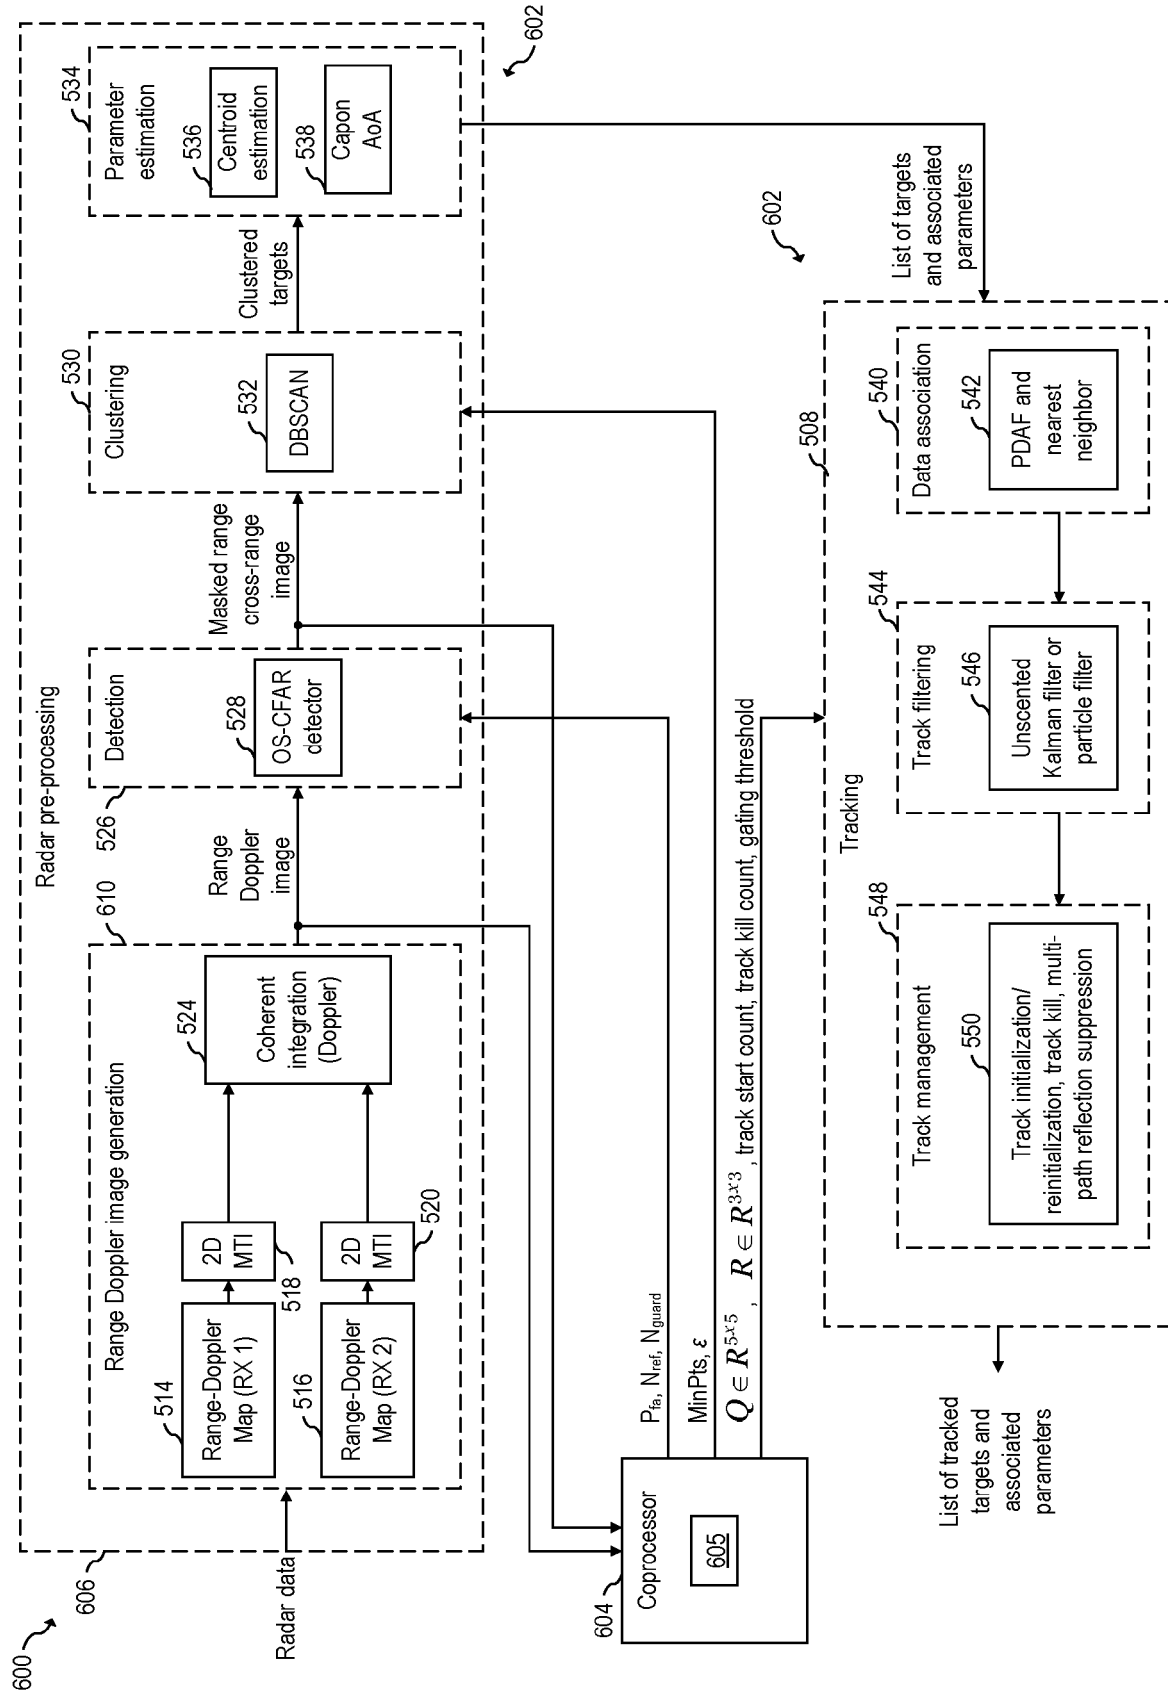 600
606
Radar pre-processing
602
Radar data
610
Range Doppler image generation
514
Range-Doppler
Map (RX 1)
516
Range-Doppler
Map (RX 2)
2D
MTI
518
2D
MTI
520
524
Coherent
integration
(Doppler)
Range
Doppler
image
526
Detection
528
OS-CFAR
detector
Masked range
cross-range
image
530
Clustering
532
DBSCAN
Clustered
targets
534
Parameter
estimation
536
Centroid
estimation
538
Capon
AoA
604
Coprocessor
605
Pfa, Nref, Nguard
MinPts, ε
Q ∈ R^5x5, R ∈ R^3x3, track start count, track kill count, gating threshold
602
List of targets
and associated
parameters
508
Tracking
List of tracked
targets and
associated
parameters
548
Track management
550
Track initialization/
reinitialization, track kill, multi-
path reflection suppression
544
Track filtering
546
Unscented
Kalman filter or
particle filter
540
Data association
542
PDAF and
nearest
neighbor